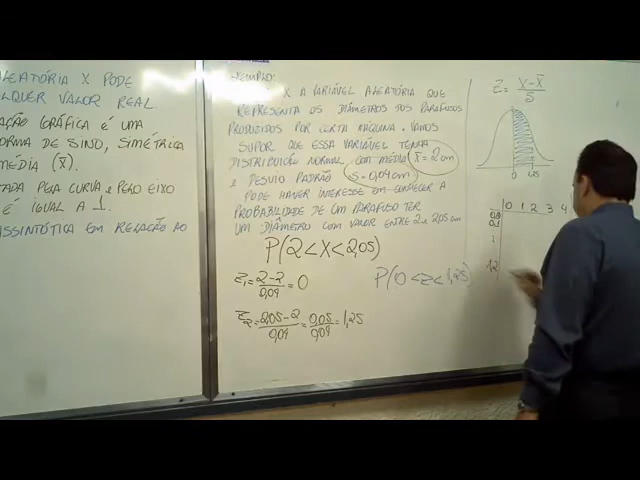 ALEATÓRIA X PODE
QUALQUER VALOR REAL.
AÇÃO GRÁFICA É UMA
FORMA DE SINO, SIMÉTRICA
MÉDIA (X̄).
TADA PELA CURVA E PELO EIXO
É IGUAL A 1.
ASSINTÓTICA EM RELAÇÃO AO
EXEMPLO:
X A VARIÁVEL ALEATÓRIA QUE
REPRESENTA OS DIÂMETROS DOS PARAFUSOS
PRODUZIDOS POR CERTA MÁQUINA. VAMOS
SUPOR QUE ESSA VARIÁVEL TENHA
DISTRIBUIÇÃO NORMAL COM MÉDIA X̄ = 2 cm
E DESVIO PADRÃO S = 0,04 cm.
PODE HAVER INTERESSE EM CONHECER A
PROBABILIDADE DE UM PARAFUSO TER
UM DIÂMETRO COM VALOR ENTRE 2 E 2,05 cm
P(2 < X < 2,05)
Z1 = 2-2 / 0,04 = 0
P(0 < Z < 1,25)
Z2 = 2,05-2 / 0,04 = 0,05 / 0,04 = 1,25
Z = X - X̄ / S
0 1,25
0 1 2 3 4
0,0
0,1
1,2